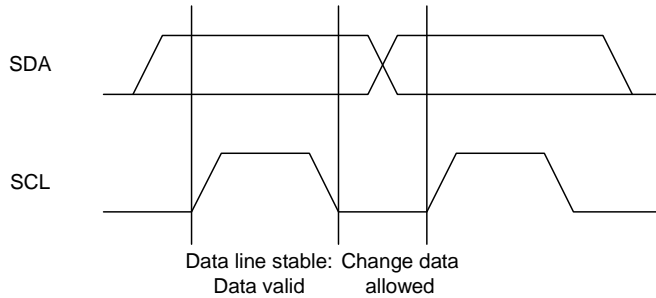 SDA
SCL
Data line stable:
Data valid
Change data
allowed